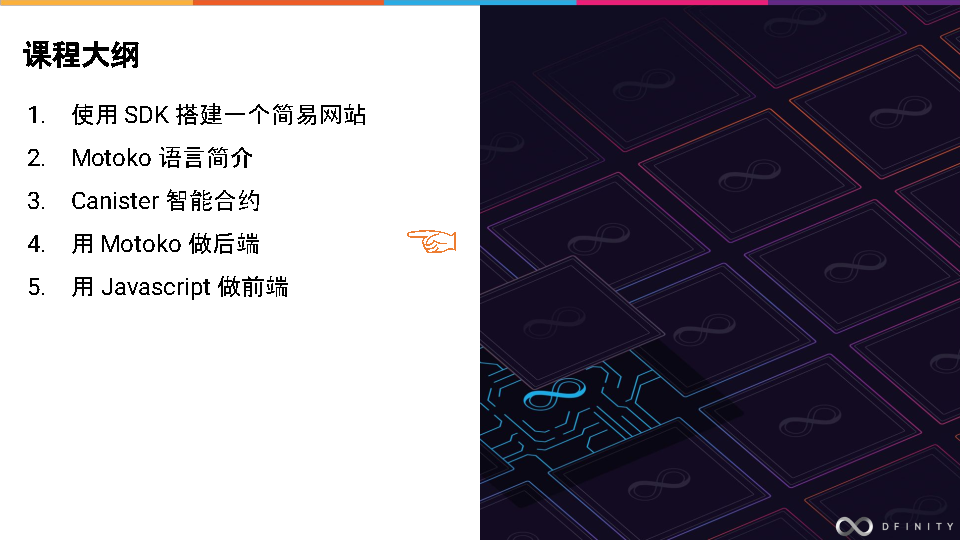 课程大纲
1. 使用 SDK 搭建一个简易网站
2. Motoko 语言简介
3. Canister 智能合约
4. 用 Motoko 做后端
5. 用 Javascript 做前端
DFINITY